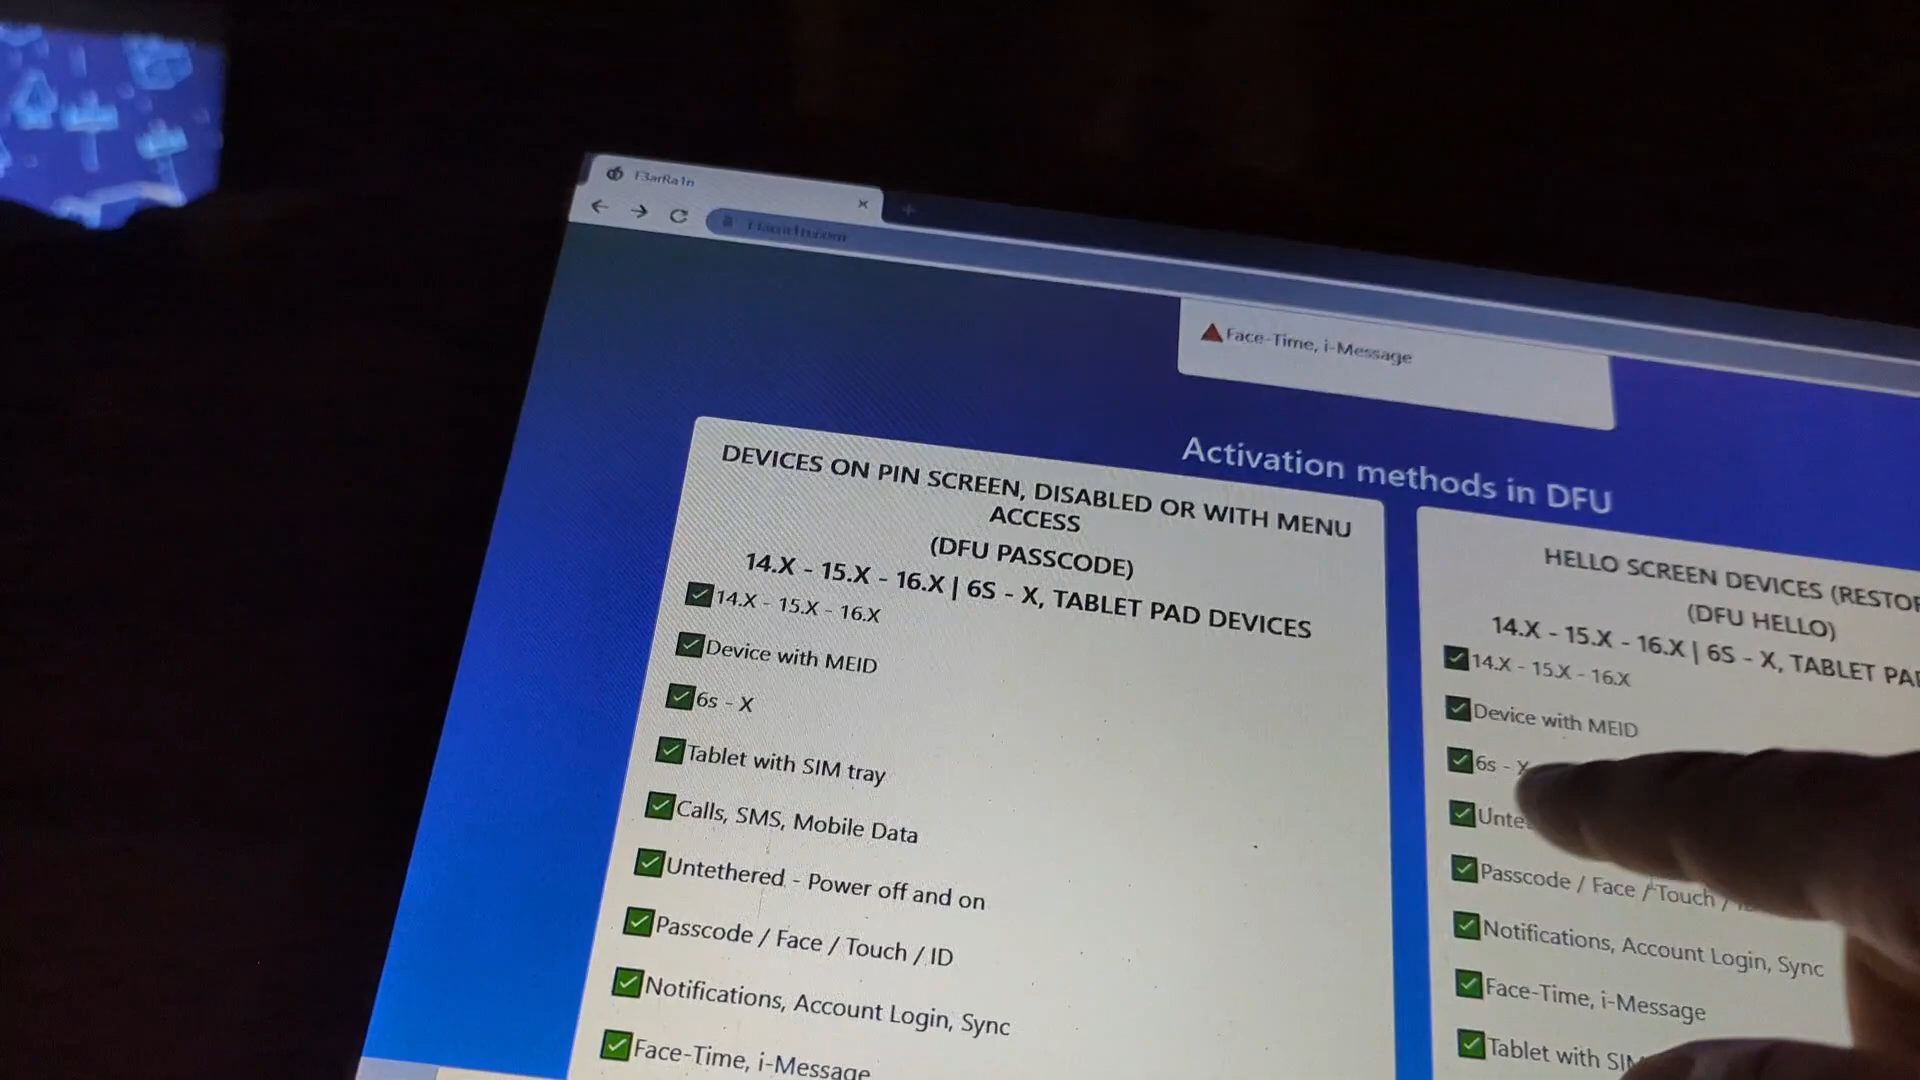 F3arRa1n
Face-Time, i-Message
Activation methods in DFU
DEVICES ON PIN SCREEN, DISABLED OR WITH MENU
ACCESS
(DFU PASSCODE)
14.X - 15.X - 16.X | 6S - X, TABLET PAD DEVICES
14.X - 15.X - 16.X
Device with MEID
6s - X
Tablet with SIM tray
Calls, SMS, Mobile Data
Untethered - Power off and on
Passcode / Face / Touch / ID
Notifications, Account Login, Sync
Face-Time, i-Message
HELLO SCREEN DEVICES (RESTOR
(DFU HELLO)
14.X - 15.X - 16.X | 6S - X, TABLET PA
14.X - 15.X - 16.X
Device with MEID
6s - X
Unte
Passcode / Face / Touch /
Notifications, Account Login, Sync
Face-Time, i-Message
Tablet with SIM